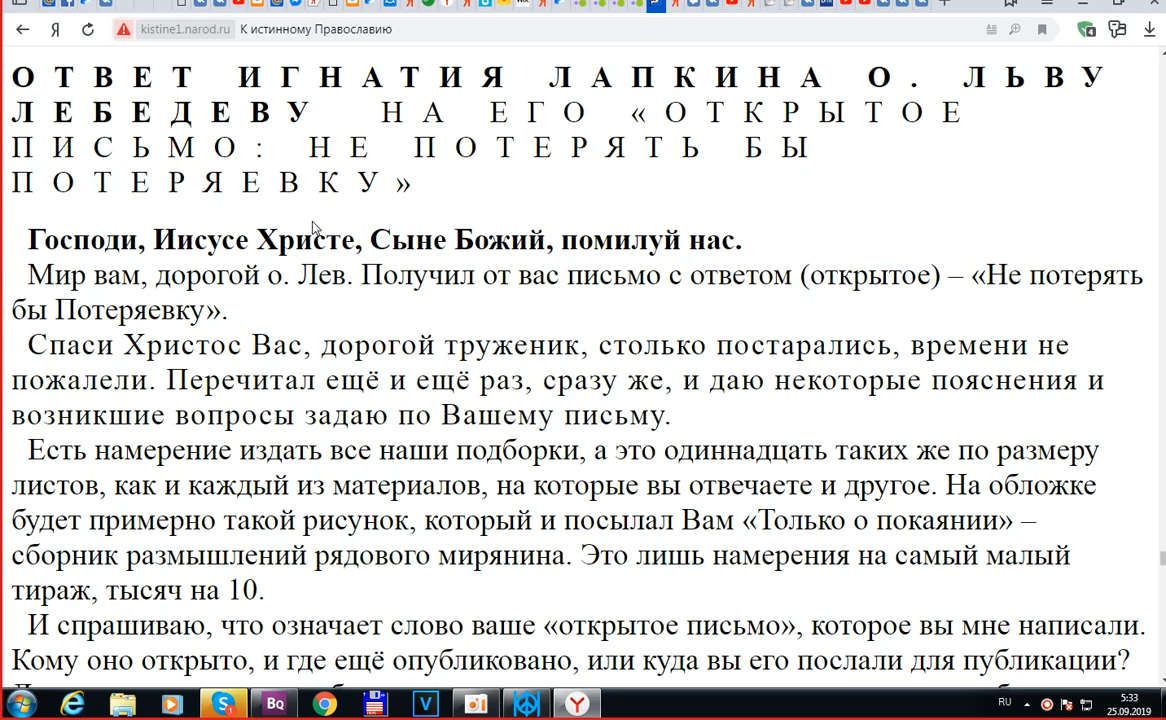 kistine1.narod.ru К истинному Православию
ОТВЕТ ИГНАТИЯ ЛАПКИНА О. ЛЬВУ
ЛЕБЕДЕВУ НА ЕГО «ОТКРЫТОЕ
ПИСЬМО: НЕ ПОТЕРЯТЬ БЫ
ПОТЕРЯЕВКУ»
Господи, Иисусе Христе, Сыне Божий, помилуй нас.
Мир вам, дорогой о. Лев. Получил от вас письмо с ответом (открытое) – «Не потерять
бы Потеряевку».
Спаси Христос Вас, дорогой труженик, столько постарались, времени не
пожалели. Перечитал ещё и ещё раз, сразу же, и даю некоторые пояснения и
возникшие вопросы задаю по Вашему письму.
Есть намерение издать все наши подборки, а это одиннадцать таких же по размеру
листов, как и каждый из материалов, на которые вы отвечаете и другое. На обложке
будет примерно такой рисунок, который и посылал Вам «Только о покаянии» –
сборник размышлений рядового мирянина. Это лишь намерения на самый малый
тираж, тысяч на 10.
И спрашиваю, что означает слово ваше «открытое письмо», которое вы мне написали.
Кому оно открыто, и где ещё опубликовано, или куда вы его послали для публикации?
RU
5:33
25.09.2019